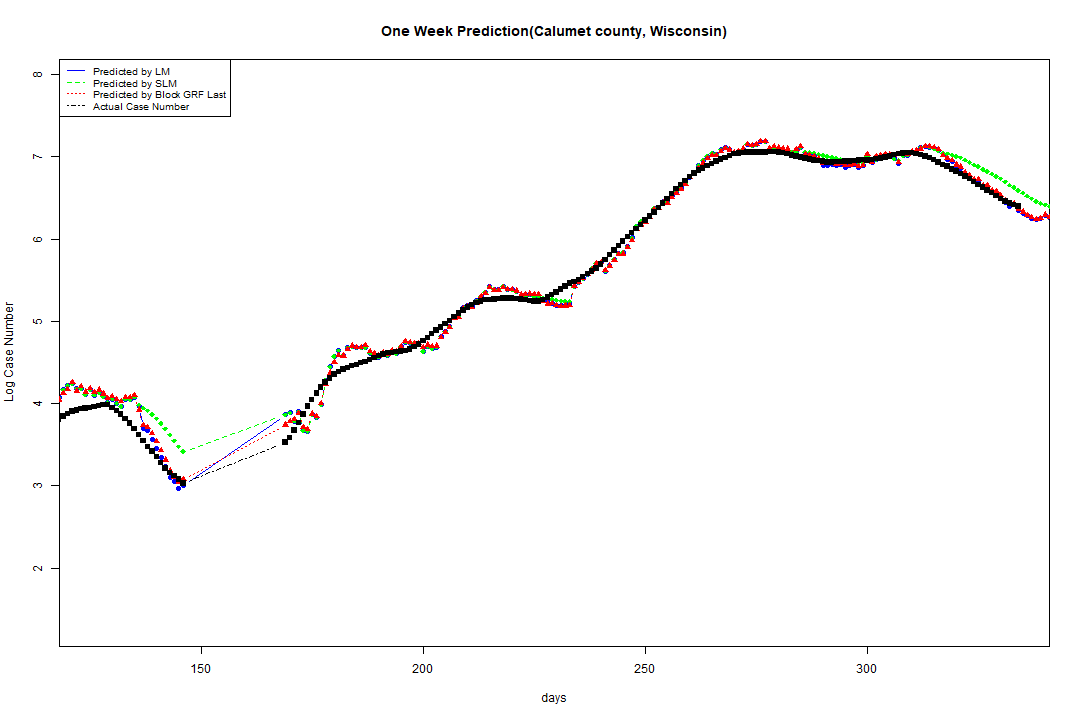 One Week Prediction(Calumet county, Wisconsin)
Predicted by LM
Predicted by SLM
Predicted by Block GRF Last
Actual Case Number
8
7
6
5
4
3
2
Log Case Number
150 200 250 300
days